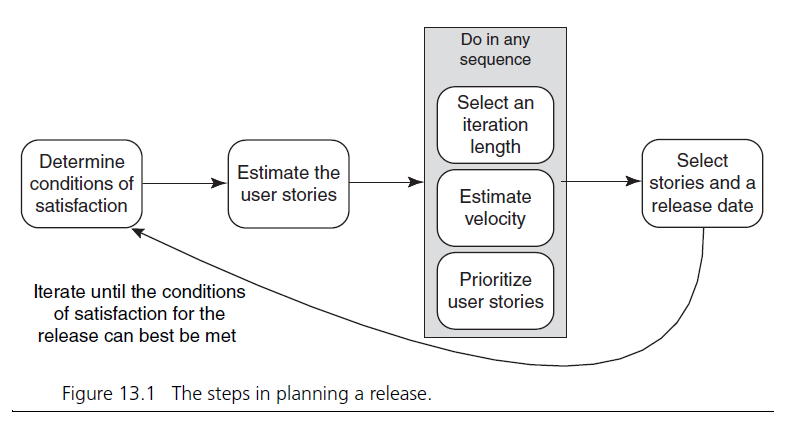 Determine
conditions of
satisfaction
Estimate the
user stories
Do in any
sequence
Select an
iteration
length
Estimate
velocity
Prioritize
user stories
Select
stories and a
release date
Iterate until the conditions
of satisfaction for the
release can best be met
Figure 13.1 The steps in planning a release.